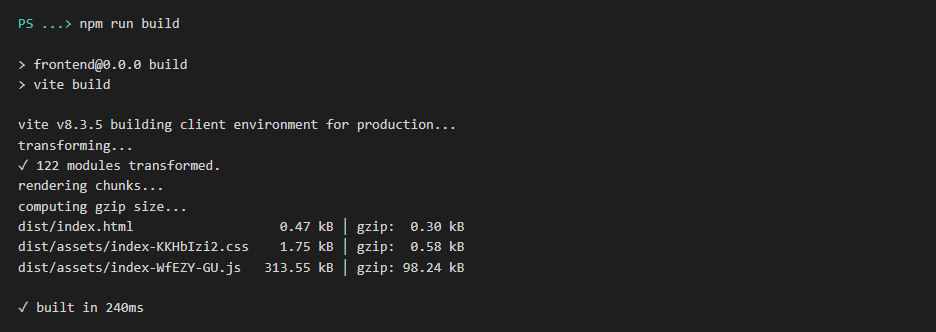 PS ...> npm run build
> frontend@0.0.0 build
> vite build
vite v8.3.5 building client environment for production...
transforming...
✓ 122 modules transformed.
rendering chunks...
computing gzip size...
dist/index.html                   0.47 kB │ gzip:  0.30 kB
dist/assets/index-KKHbIzi2.css    1.75 kB │ gzip:  0.58 kB
dist/assets/index-WfEZY-GU.js   313.55 kB │ gzip: 98.24 kB
✓ built in 240ms